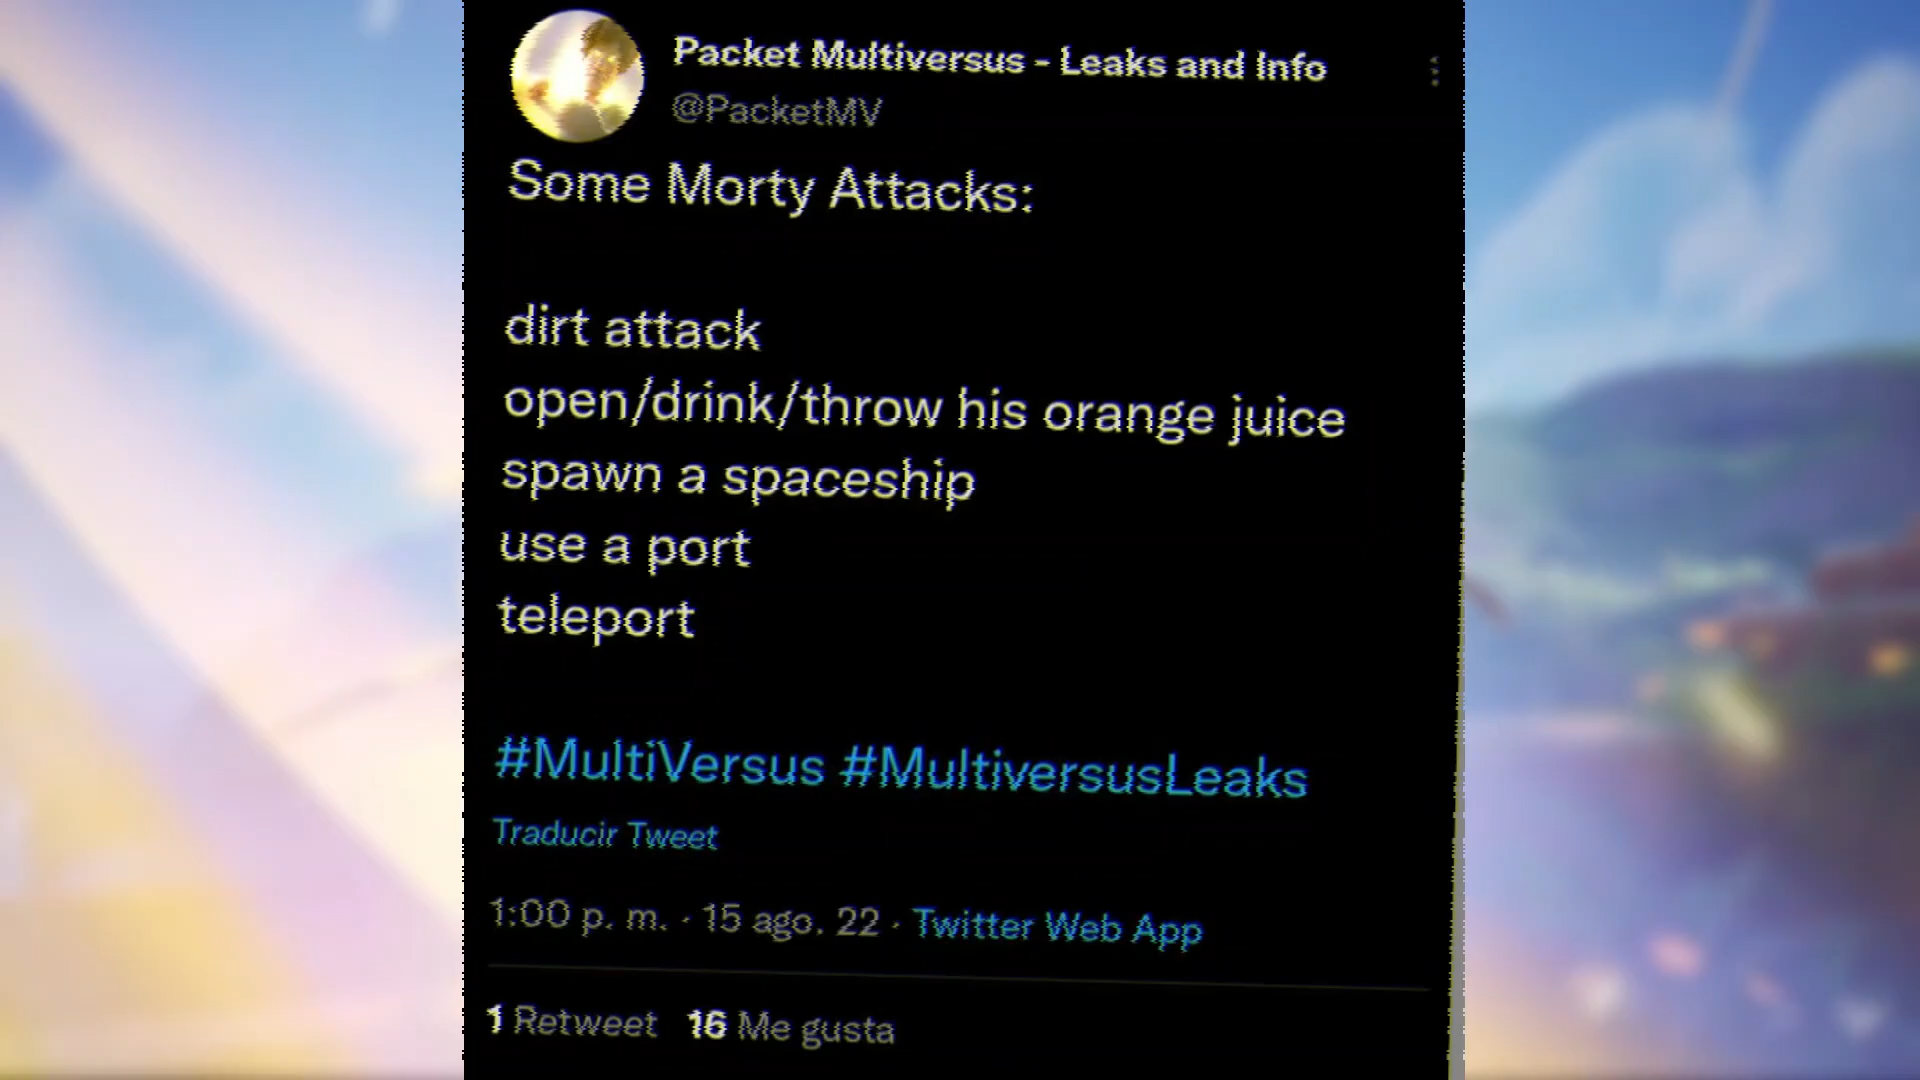 Packet Multiversus - Leaks and Info
@PacketMV
Some Morty Attacks:
dirt attack
open/drink/throw his orange juice
spawn a spaceship
use a port
teleport
#MultiVersus #MultiversusLeaks
Traducir Tweet
1:00 p. m. · 15 ago. 22 · Twitter Web App
1 Retweet 16 Me gusta